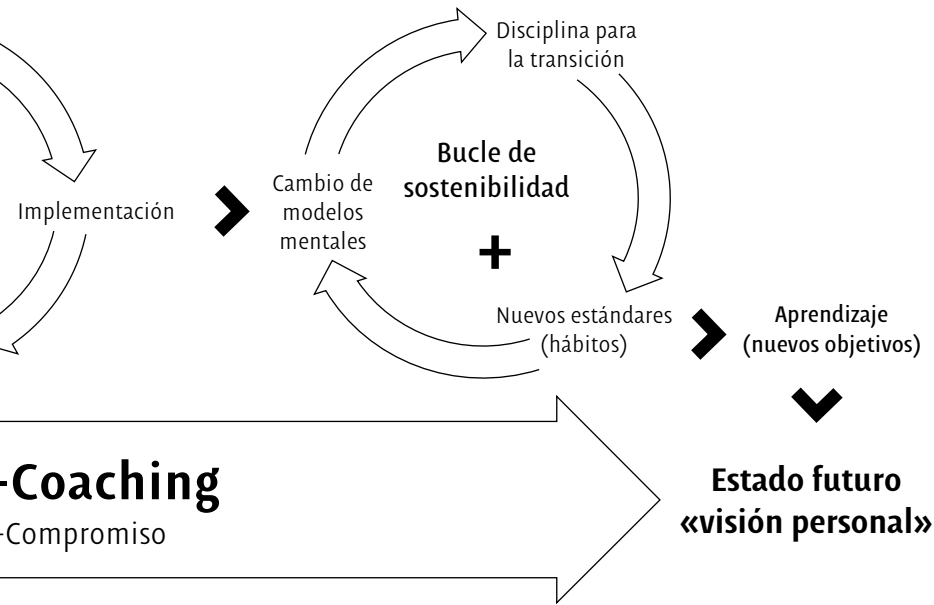 Disciplina para
la transición
Bucle de
sostenibilidad
+
Cambio de
modelos
mentales
Implementación
Nuevos estándares
(hábitos)
Aprendizaje
(nuevos objetivos)
-Coaching
-Compromiso
Estado futuro
«visión personal»